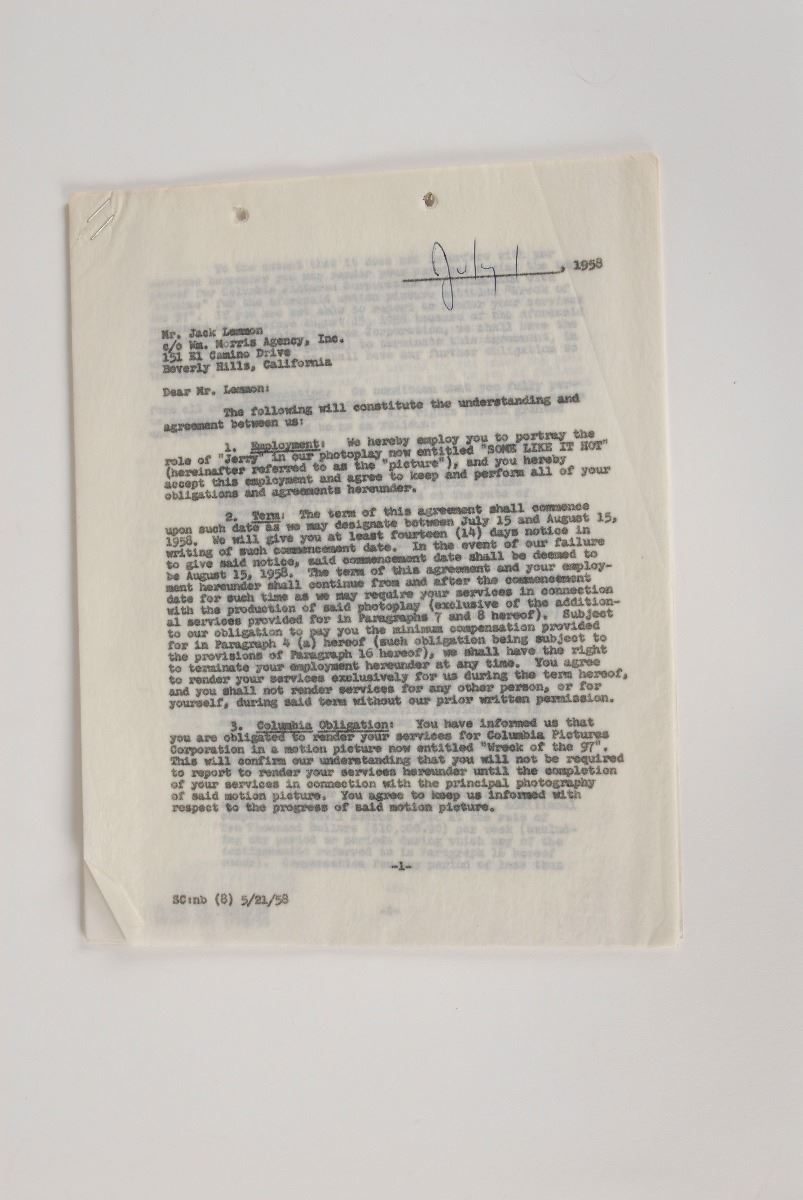 July 1, 1958
Mr. Jack Lemmon
c/o Wm. Morris Agency, Inc.
151 El Camino Drive
Beverly Hills, California
Dear Mr. Lemmon:
The following will constitute the understanding and
agreement between us:
1. Employment: We hereby employ you to portray the
role of "Jerry" in our photoplay now entitled "SOME LIKE IT HOT"
(hereinafter referred to as the "picture"), and you hereby
accept this employment and agree to keep and perform all of your
obligations and agreements hereunder.
2. Term: The term of this agreement shall commence
upon such date as we may designate between July 15 and August 15,
1958. We will give you at least fourteen (14) days notice in
writing of such commencement date. In the event of our failure
to give said notice, said commencement date shall be deemed to
be August 15, 1958. The term of this agreement and your employ-
ment hereunder shall continue from and after the commencement
date for such time as we may require your services in connection
with the production of said photoplay (exclusive of the addition-
al services provided for in Paragraphs 7 and 8 hereof). Subject
to our obligation to pay you the minimum compensation provided
for in Paragraph 4 (a) hereof (such obligation being subject to
the provisions of Paragraph 16 hereof), we shall have the right
to terminate your employment hereunder at any time. You agree
to render your services exclusively for us during the term hereof,
and you shall not render services for any other person, or for
yourself, during said term without our prior written permission.
3. Columbia Obligation: You have informed us that
you are obligated to render your services for Columbia Pictures
Corporation in a motion picture now entitled "Wreck of the 97".
This will confirm our understanding that you will not be required
to report to render your services hereunder until the completion
of your services in connection with the principal photography
of said motion picture. You agree to keep us informed with
respect to the progress of said motion picture.
-1-
SC:nb (8) 5/21/58